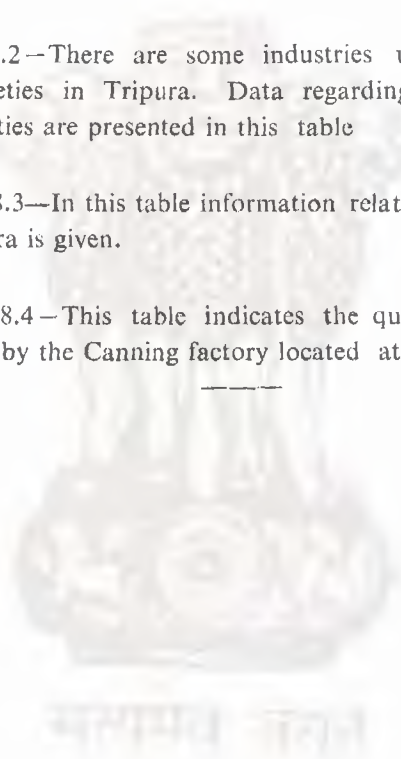 .2—There are some industries u
eties in Tripura. Data regarding
ties are presented in this table
8.3—In this table information relat
ra is given.
8.4—This table indicates the qu
by the Canning factory located at
सत्यमेव जयते